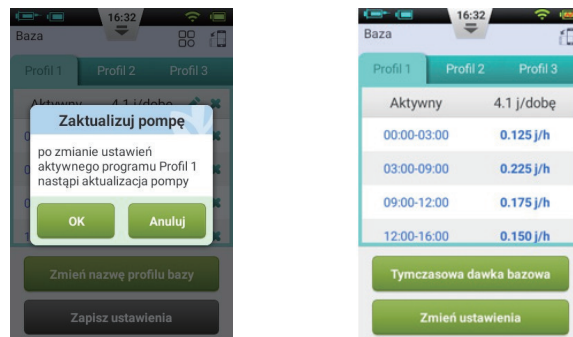 16:32
Baza
Profil 1 Profil 2 Profil 3
Aktywny 4.1 j/dobę
Zaktualizuj pompę
po zmianie ustawień
aktywnego programu Profil 1
nastąpi aktualizacja pompy
OK Anuluj
Zmień nazwę profilu bazy
Zapisz ustawienia
16:32
Baza
Profil 1 Profil 2 Profil 3
Aktywny 4.1 j/dobę
00:00-03:00 0.125 j/h
03:00-09:00 0.225 j/h
09:00-12:00 0.175 j/h
12:00-16:00 0.150 j/h
Tymczasowa dawka bazowa
Zmień ustawienia